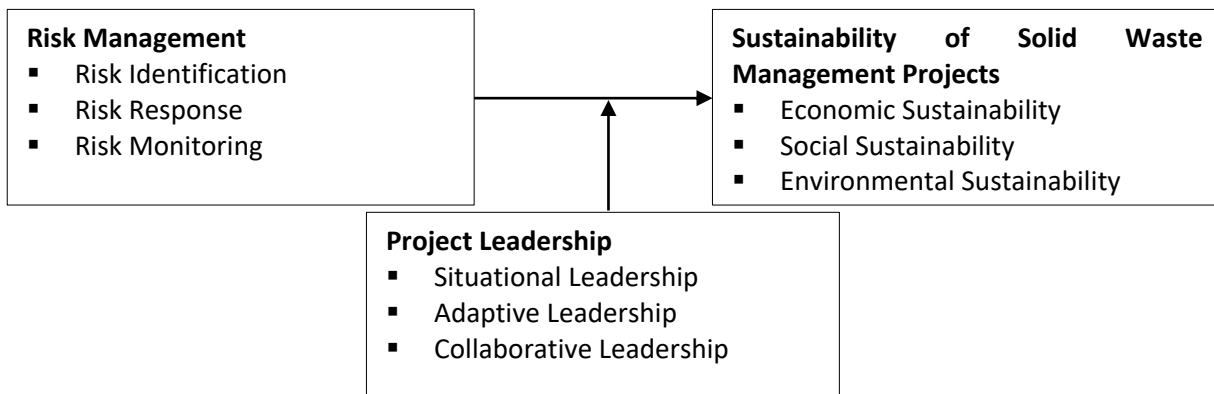 Risk Management
▪ Risk Identification
▪ Risk Response
▪ Risk Monitoring
Sustainability of Solid Waste
Management Projects
▪ Economic Sustainability
▪ Social Sustainability
▪ Environmental Sustainability
Project Leadership
▪ Situational Leadership
▪ Adaptive Leadership
▪ Collaborative Leadership